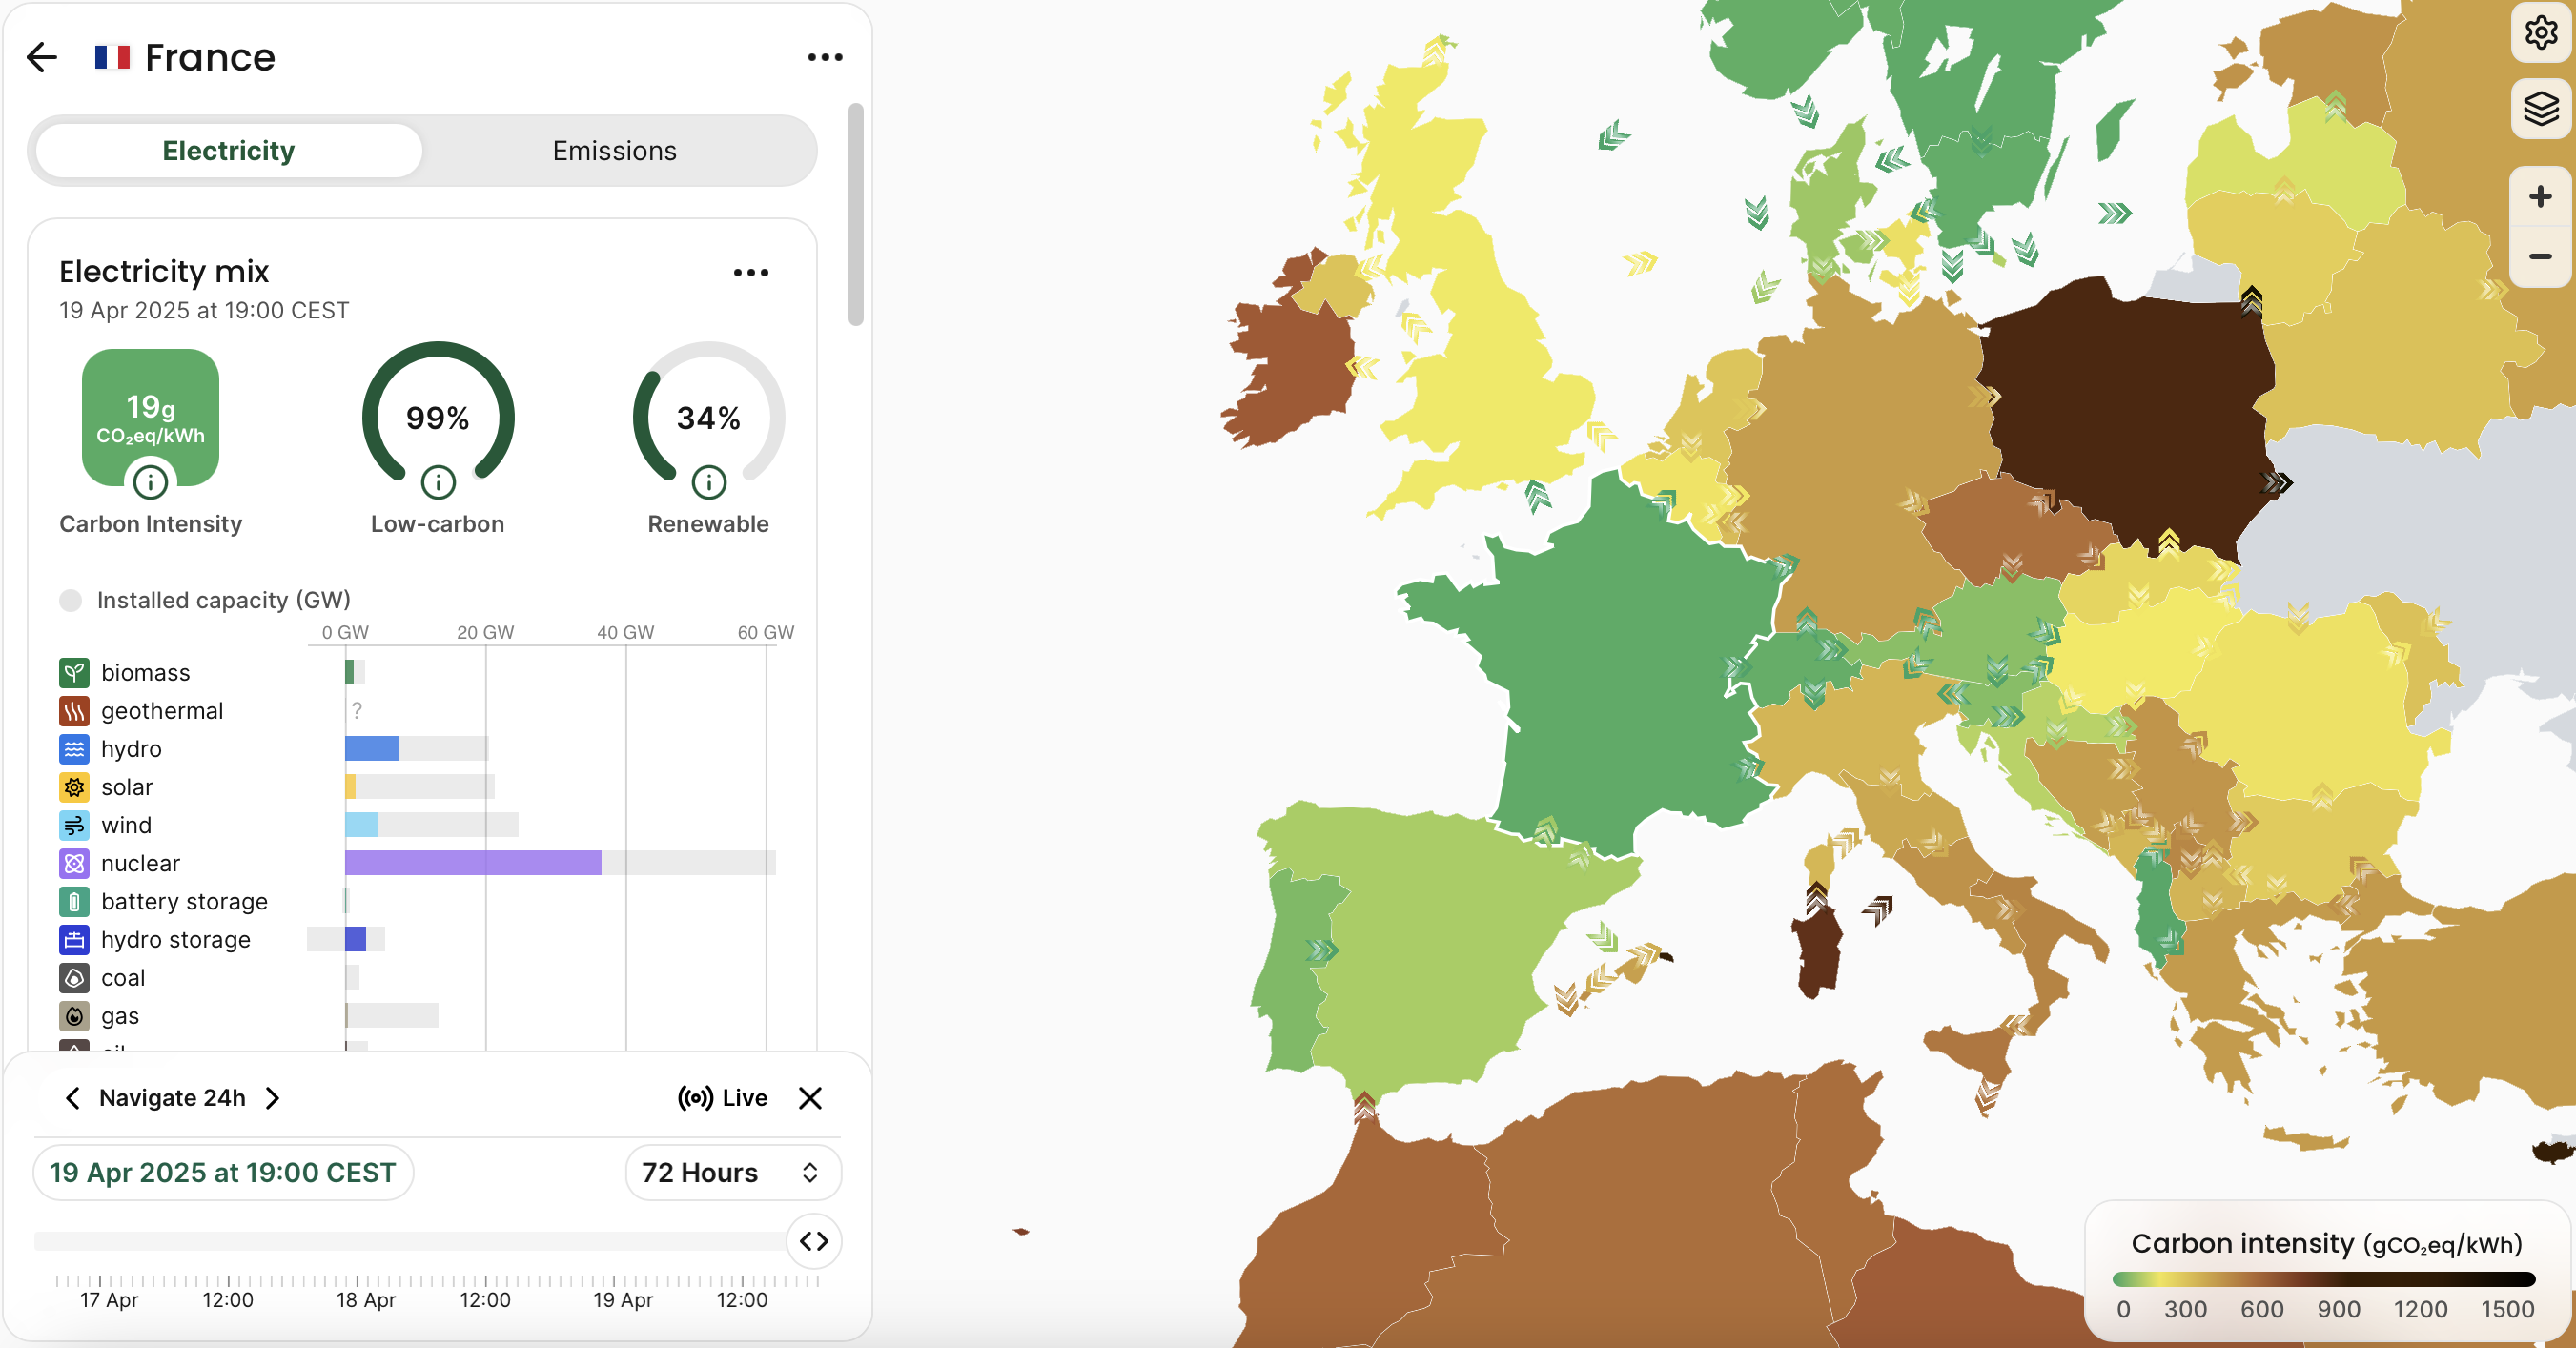 France
Electricity
Emissions
Electricity mix
19 Apr 2025 at 19:00 CEST
19g
CO₂eq/kWh
99%
34%
Carbon Intensity
Low-carbon
Renewable
Installed capacity (GW)
0 GW 20 GW 40 GW 60 GW
biomass
geothermal ?
hydro
solar
wind
nuclear
battery storage
hydro storage
coal
gas
Navigate 24h
Live
19 Apr 2025 at 19:00 CEST
72 Hours
17 Apr 12:00 18 Apr 12:00 19 Apr 12:00
Carbon intensity (gCO₂eq/kWh)
0 300 600 900 1200 1500